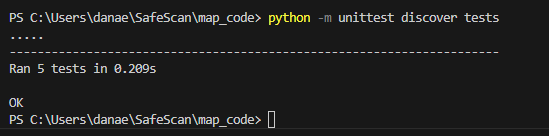 PS C:\Users\danae\SafeScan\map_code> python -m unittest discover tests
.....
----------------------------------------------------------------------
Ran 5 tests in 0.209s
OK
PS C:\Users\danae\SafeScan\map_code>